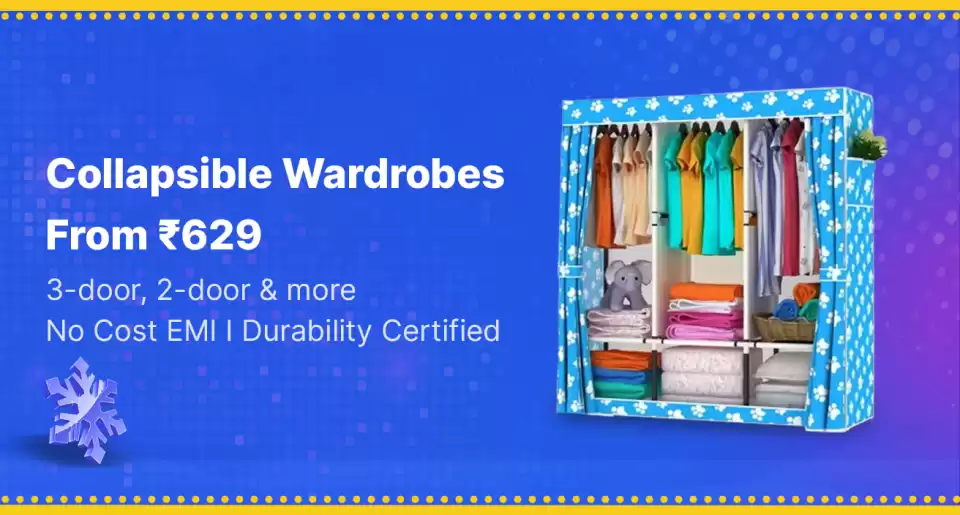 Collapsible Wardrobes
From ₹629
3-door, 2-door & more
No Cost EMI I Durability Certified